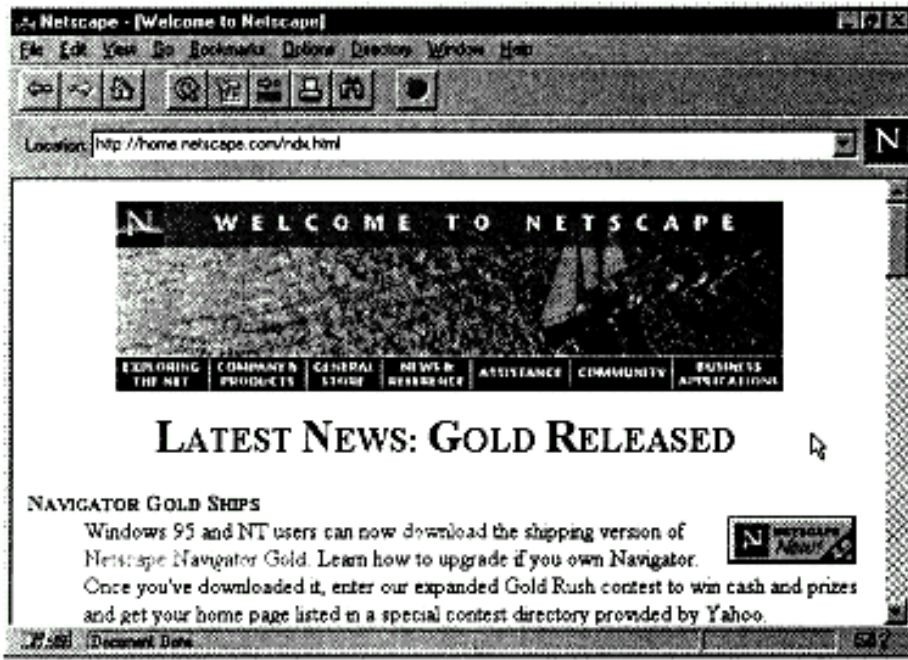 Netscape - [Welcome to Netscape]
File Edit View Go Bookmarks Options Directory Window Help
Location: http://home.netscape.com/ndx.html
N
N WELCOME TO NETSCAPE
EXPLORING THE NET
COMPANY & PRODUCTS
GENERAL STORE
NEWS & REFERENCE
ASSISTANCE
COMMUNITY
BUSINESS APPLICATIONS
LATEST NEWS: GOLD RELEASED
NAVIGATOR GOLD SHIPS
Windows 95 and NT users can now download the shipping version of
Netscape Navigator Gold. Learn how to upgrade if you own Navigator.
Once you've downloaded it, enter our expanded Gold Rush contest to win cash and prizes
and get your home page listed in a special contest directory provided by Yahoo.
N NETSCAPE
NOW!
Document Done